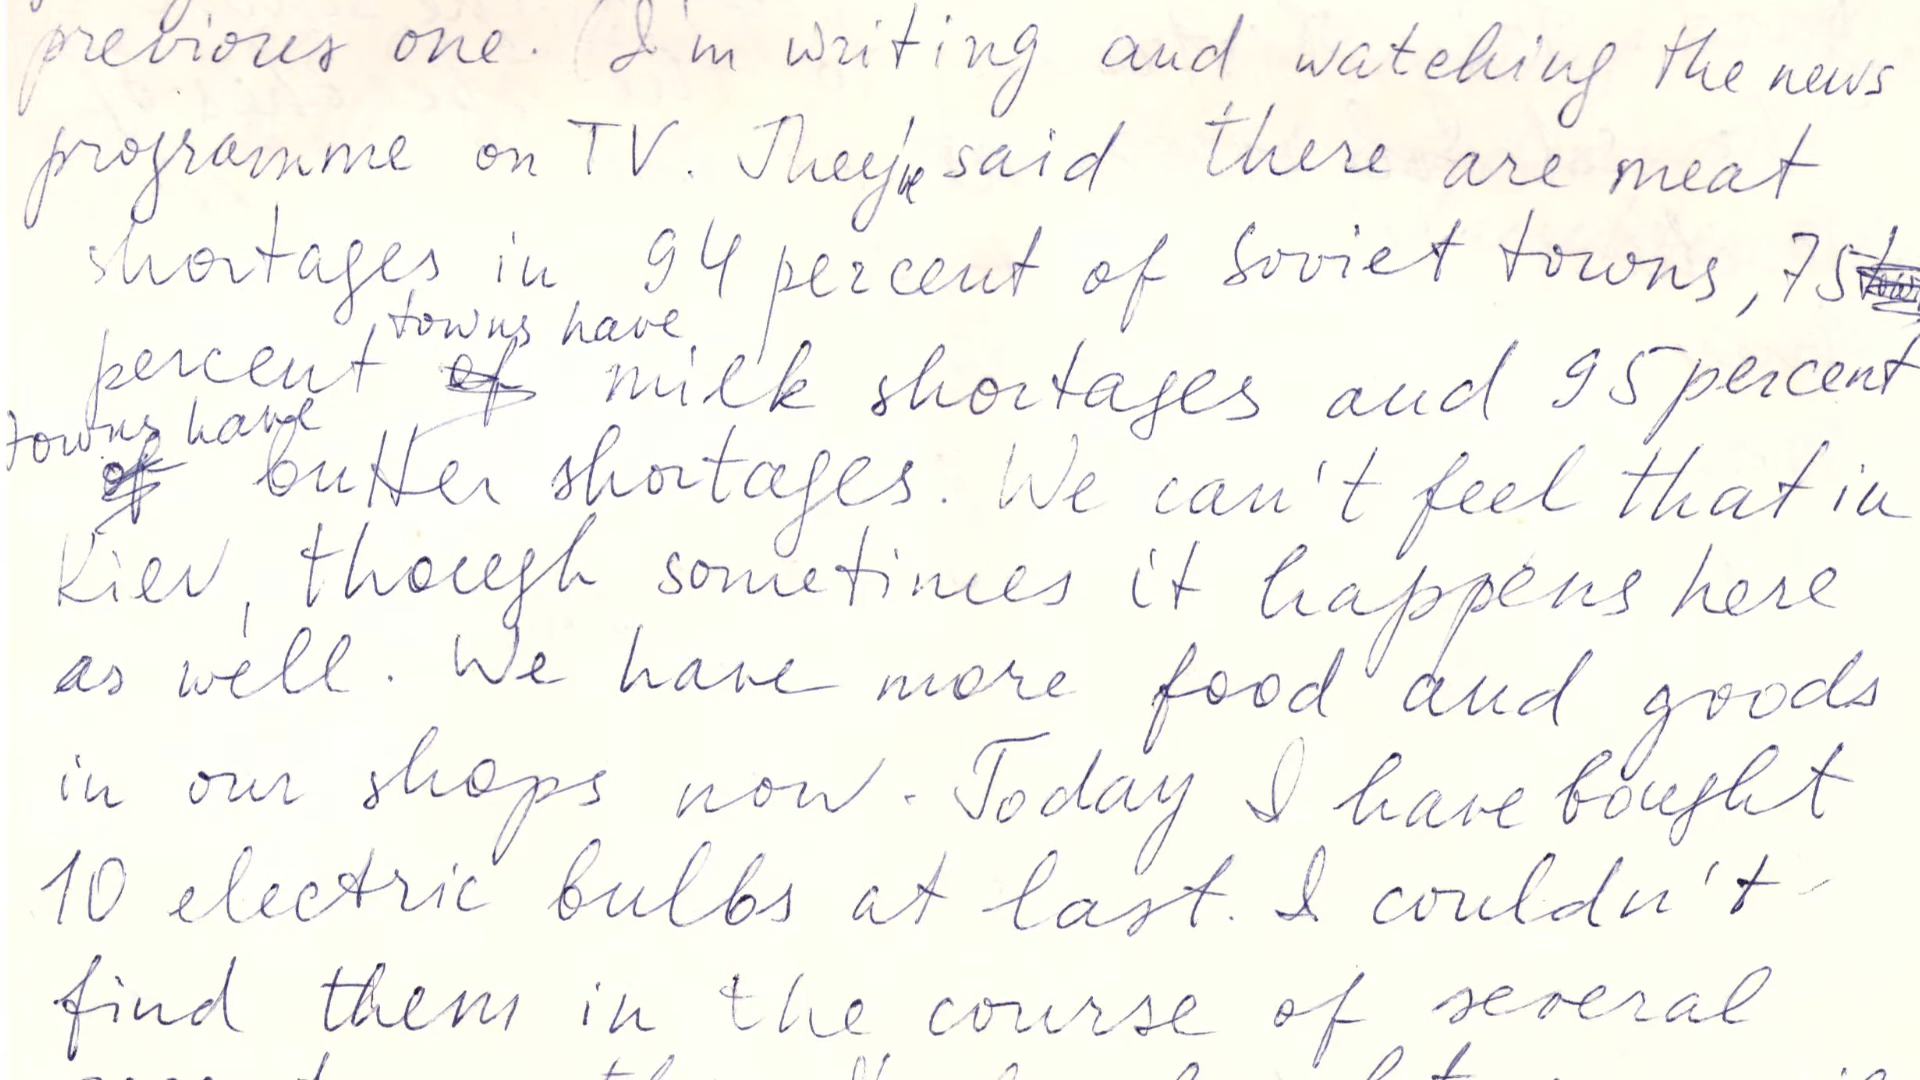 previous one. (I'm writing and watching the news
programme on TV. They've said there are meat
shortages in 94 percent of Soviet towns, 75
percent towns have milk shortages and 95 percent
towns have butter shortages. We can't feel that in
Kiev, though sometimes it happens here
as well. We have more food and goods
in our shops now. Today I have bought
10 electric bulbs at last. I couldn't
find them in the course of several